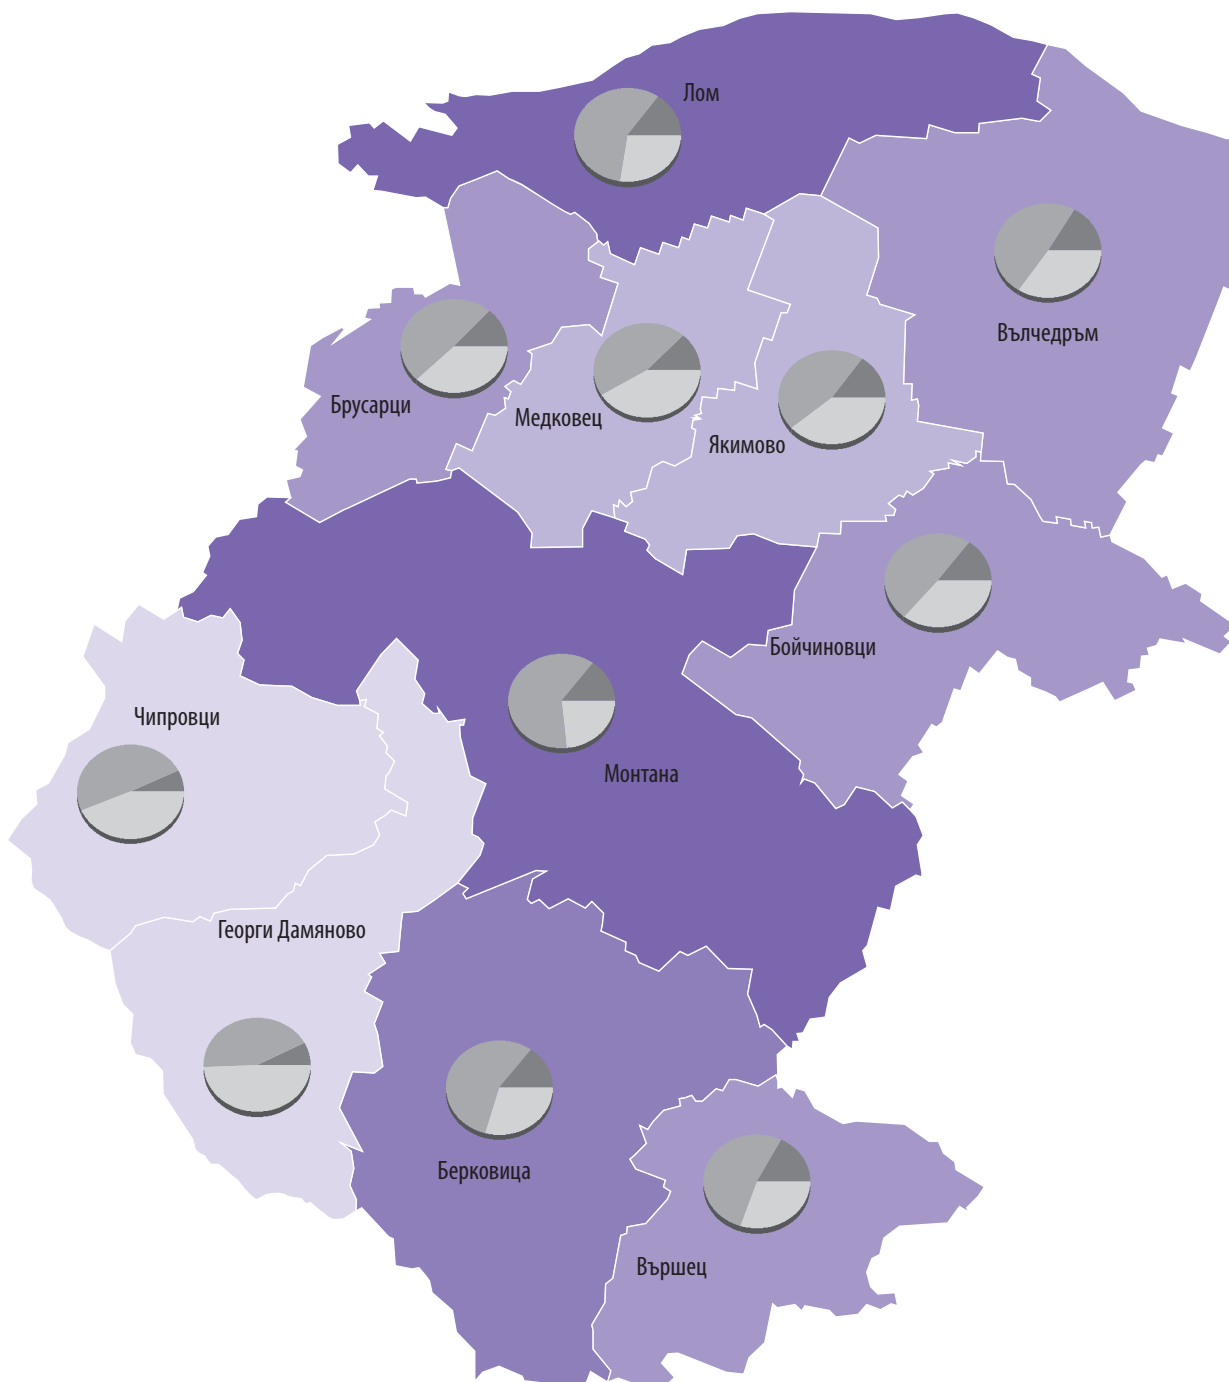 Лом
Вълчедръм
Брусарци
Медковец
Якимово
Бойчиновци
Чипровци
Монтана
Георги Дамяново
Берковица
Вършец